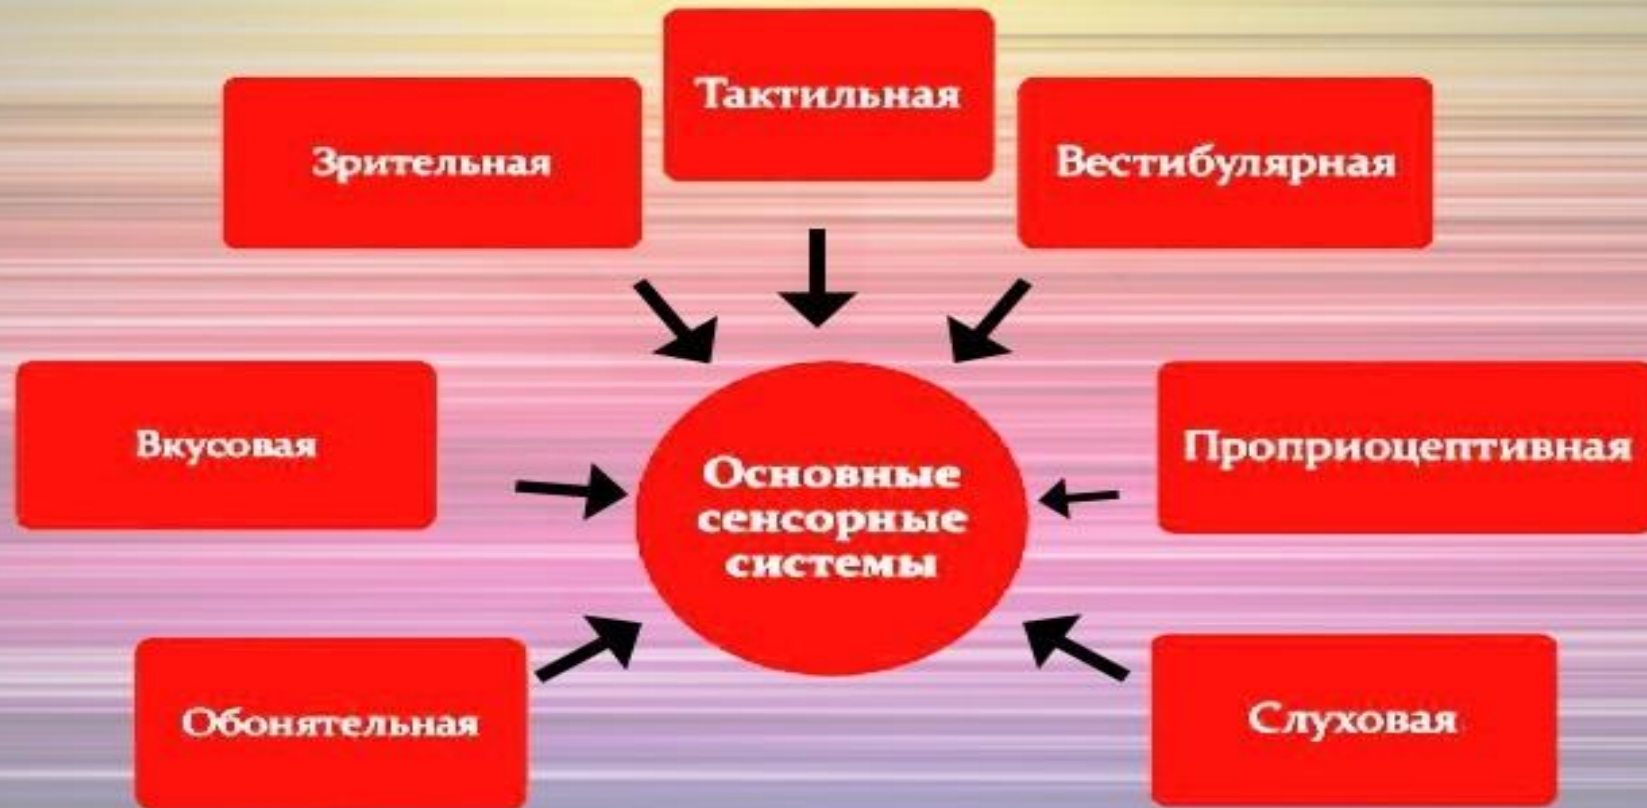 Тактильная
Зрительная
Вестибулярная
Вкусовая
Основные
сенсорные
системы
Проприоцептивная
Обонятельная
Слуховая